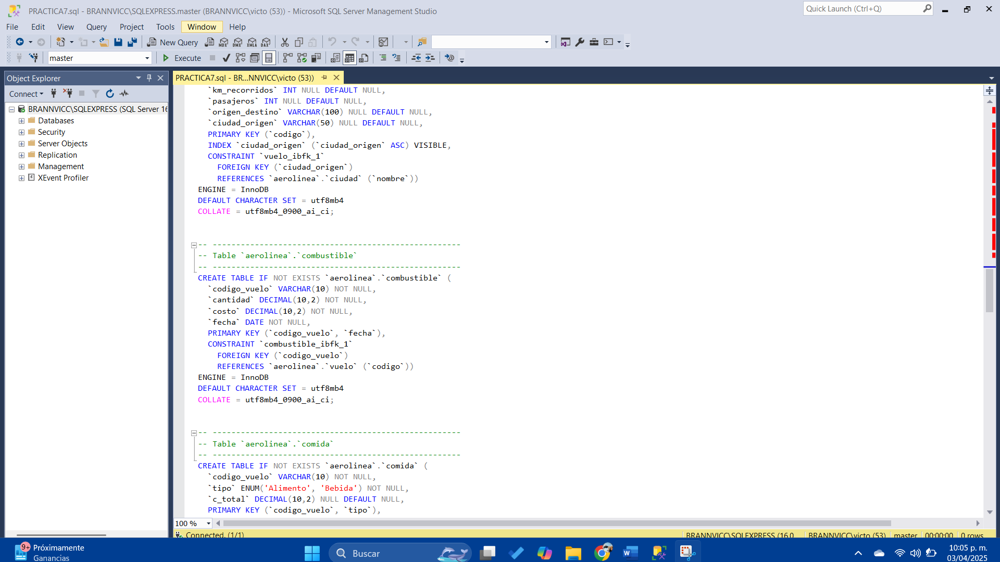 PRACTICA7.sql - BRANNVICC\SQLEXPRESS.master (BRANNVICC\victo (53)) - Microsoft SQL Server Management Studio
Quick Launch (Ctrl+Q)
File Edit View Query Project Tools Window Help
New Query MDX DMX XMLA DAX
master Execute
Object Explorer
PRACTICA7.sql - BR...NNVICC\victo (53))
Connect
BRANNVICC\SQLEXPRESS (SQL Server 16
Databases
Security
Server Objects
Replication
Management
XEvent Profiler
`km_recorridos` INT NULL DEFAULT NULL,
`pasajeros` INT NULL DEFAULT NULL,
`origen_destino` VARCHAR(100) NULL DEFAULT NULL,
`ciudad_origen` VARCHAR(50) NULL DEFAULT NULL,
PRIMARY KEY (`codigo`),
INDEX `ciudad_origen` (`ciudad_origen` ASC) VISIBLE,
CONSTRAINT `vuelo_ibfk_1`
FOREIGN KEY (`ciudad_origen`)
REFERENCES `aerolinea`.`ciudad` (`nombre`))
ENGINE = InnoDB
DEFAULT CHARACTER SET = utf8mb4
COLLATE = utf8mb4_0900_ai_ci;
-- -----------------------------------------------------
-- Table `aerolinea`.`combustible`
-- -----------------------------------------------------
CREATE TABLE IF NOT EXISTS `aerolinea`.`combustible` (
`codigo_vuelo` VARCHAR(10) NOT NULL,
`cantidad` DECIMAL(10,2) NOT NULL,
`costo` DECIMAL(10,2) NOT NULL,
`fecha` DATE NOT NULL,
PRIMARY KEY (`codigo_vuelo`, `fecha`),
CONSTRAINT `combustible_ibfk_1`
FOREIGN KEY (`codigo_vuelo`)
REFERENCES `aerolinea`.`vuelo` (`codigo`))
ENGINE = InnoDB
DEFAULT CHARACTER SET = utf8mb4
COLLATE = utf8mb4_0900_ai_ci;
-- -----------------------------------------------------
-- Table `aerolinea`.`comida`
-- -----------------------------------------------------
CREATE TABLE IF NOT EXISTS `aerolinea`.`comida` (
`codigo_vuelo` VARCHAR(10) NOT NULL,
`tipo` ENUM('Alimento', 'Bebida') NOT NULL,
`c_total` DECIMAL(10,2) NULL DEFAULT NULL,
PRIMARY KEY (`codigo_vuelo`, `tipo`),
100 %
Connected. (1/1) BRANNVICC\SQLEXPRESS (16.0 ... BRANNVICC\victo (53) master 00:00:00 0 rows
9+ Próximamente
Ganancias
Buscar
10:05 p. m.
03/04/2025